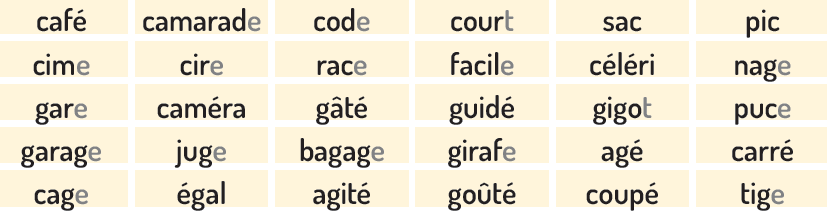 café camarade code court sac pic
cime cire race facile céléri nage
gare caméra gâté guidé gigot puce
garage juge bagage girafe agé carré
cage égal agité goûté coupé tige